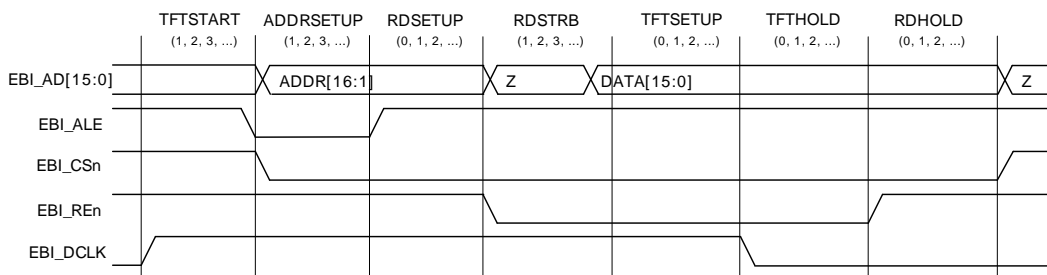 TFTSTART ADDRSETUP RDSETUP RDSTRB TFTSETUP TFTHOLD RDHOLD
(1, 2, 3, ...) (1, 2, 3, ...) (0, 1, 2, ...) (1, 2, 3, ...) (0, 1, 2, ...) (0, 1, 2, ...) (0, 1, 2, ...)
EBI_AD[15:0] ADDR[16:1] Z DATA[15:0] Z
EBI_ALE
EBI_CSn
EBI_REn
EBI_DCLK